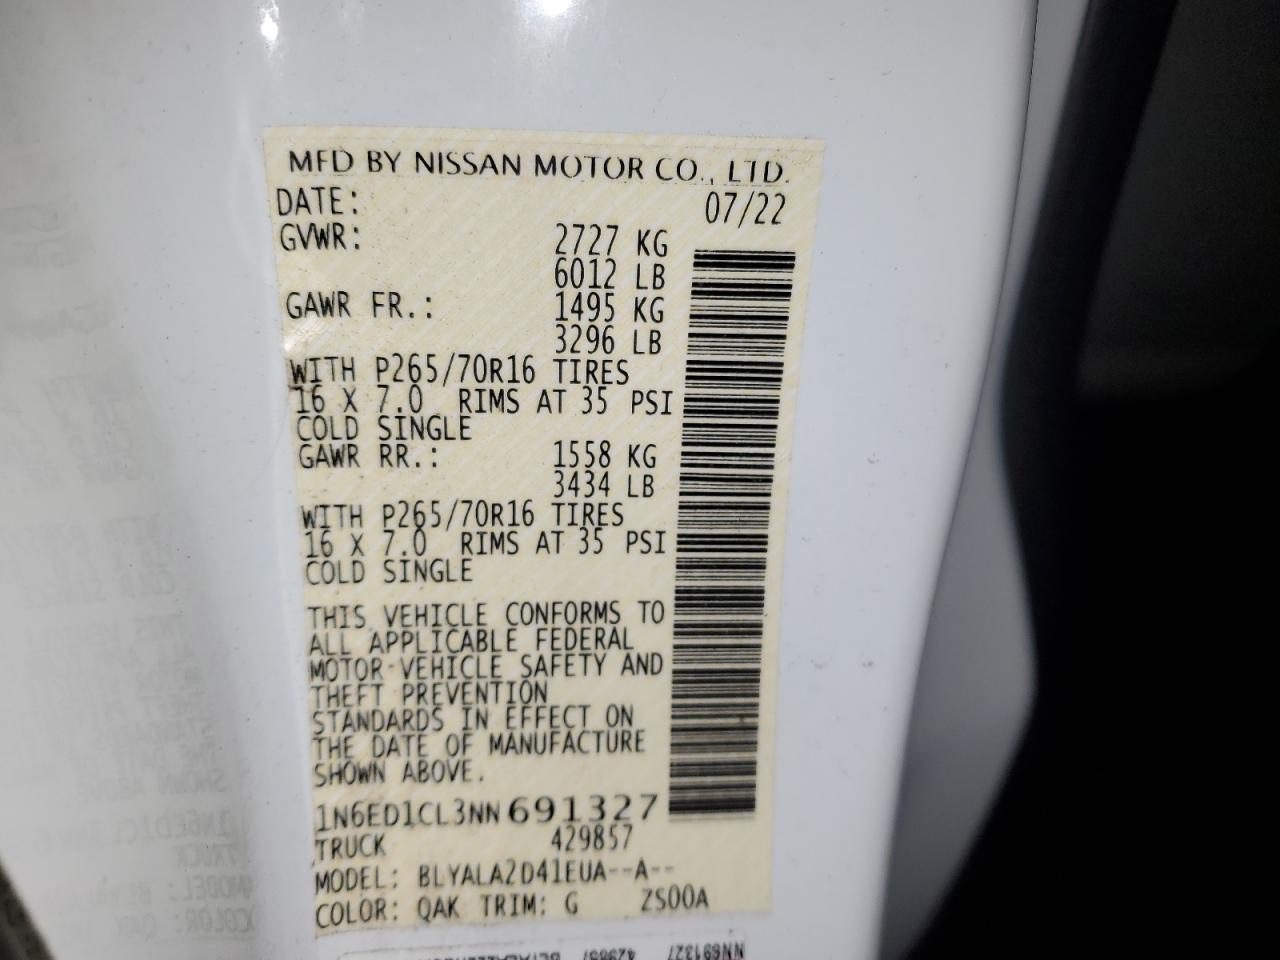 MFD BY NISSAN MOTOR CO., LTD.
DATE: 07/22
GVWR: 2727 KG
6012 LB
GAWR FR.: 1495 KG
3296 LB
WITH P265/70R16 TIRES
16 X 7.0 RIMS AT 35 PSI
COLD SINGLE
GAWR RR.: 1558 KG
3434 LB
WITH P265/70R16 TIRES
16 X 7.0 RIMS AT 35 PSI
COLD SINGLE
THIS VEHICLE CONFORMS TO
ALL APPLICABLE FEDERAL
MOTOR VEHICLE SAFETY AND
THEFT PREVENTION
STANDARDS IN EFFECT ON
THE DATE OF MANUFACTURE
SHOWN ABOVE.
1N6ED1CL3NN691327
TRUCK 429857
MODEL: BLYALA2D41EUA--A--
COLOR: QAK TRIM: G ZS00A
NN691327 429857